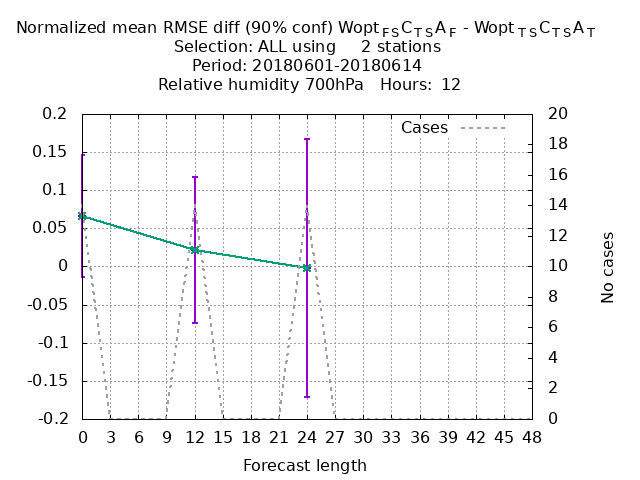 Normalized mean RMSE diff (90% conf) Wopt FS C TS A F - Wopt TS C TS A T
Selection: ALL using 2 stations
Period: 20180601-20180614
Relative humidity 700hPa Hours: 12
Cases
0.2
0.15
0.1
0.05
0
-0.05
-0.1
-0.15
-0.2
20
18
16
14
12
10
8
6
4
2
0
No cases
0 3 6 9 12 15 18 21 24 27 30 33 36 39 42 45 48
Forecast length